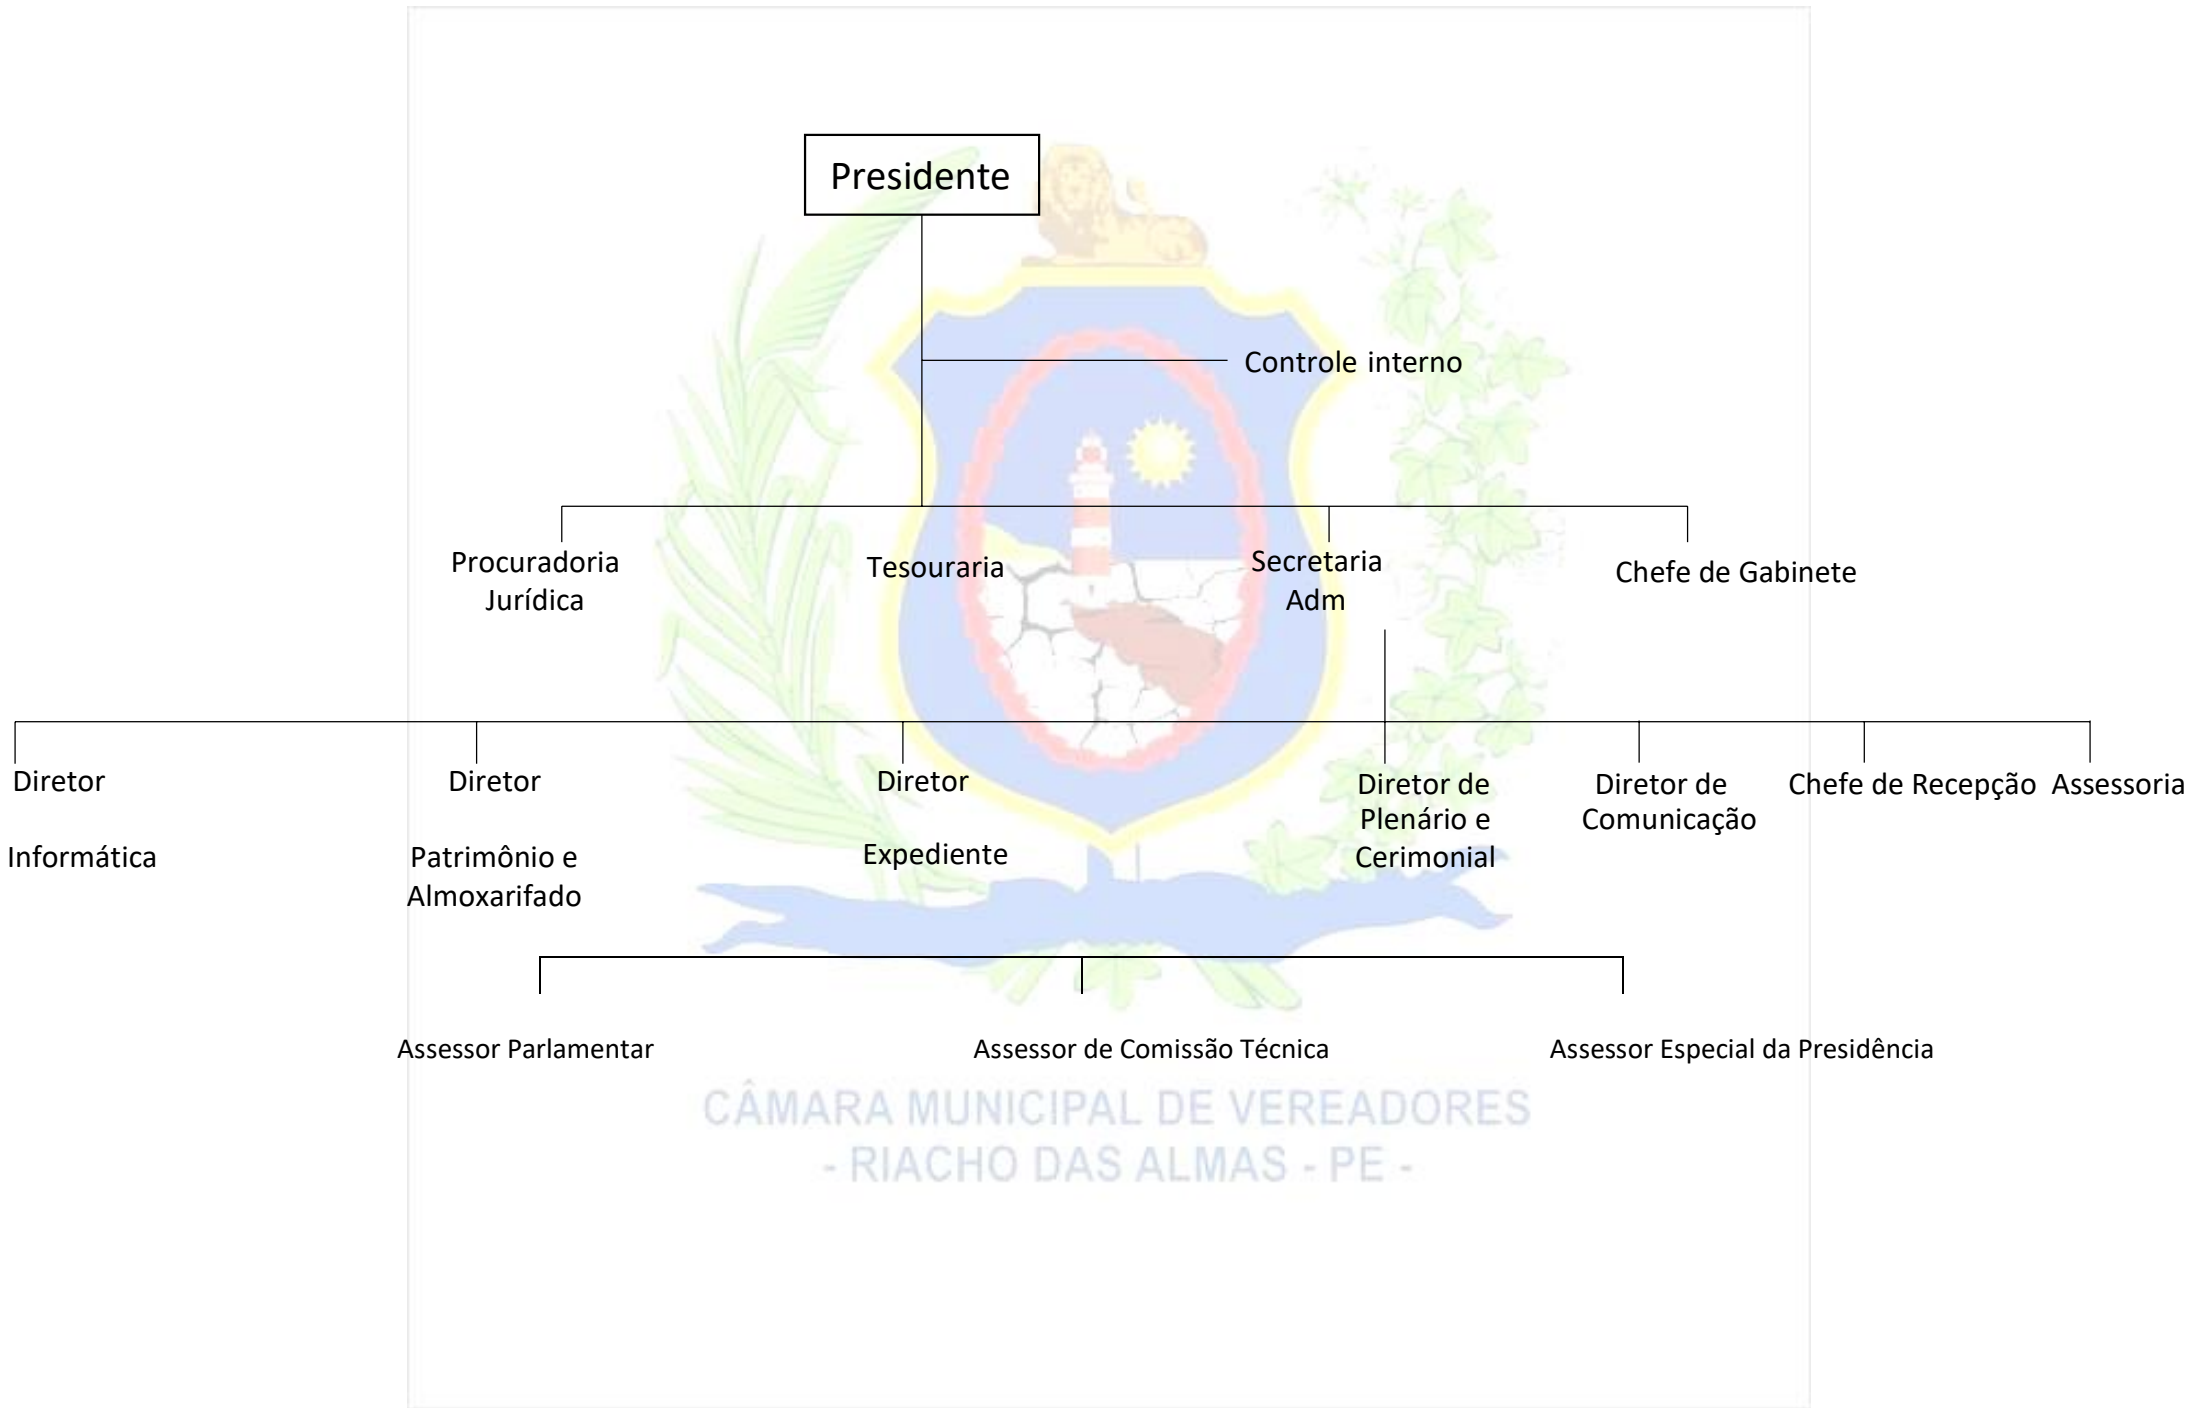 Presidente
Controle interno
Procuradoria
Jurídica
Tesouraria
Secretaria
Adm
Chefe de Gabinete
Diretor
Informática
Diretor
Patrimônio e
Almoxarifado
Diretor
Expediente
Diretor de
Plenário e
Cerimonial
Diretor de
Comunicação
Chefe de Recepção
Assessoria
Assessor Parlamentar
Assessor de Comissão Técnica
Assessor Especial da Presidência
CÂMARA MUNICIPAL DE VEREADORES
- RIACHO DAS ALMAS - PE -